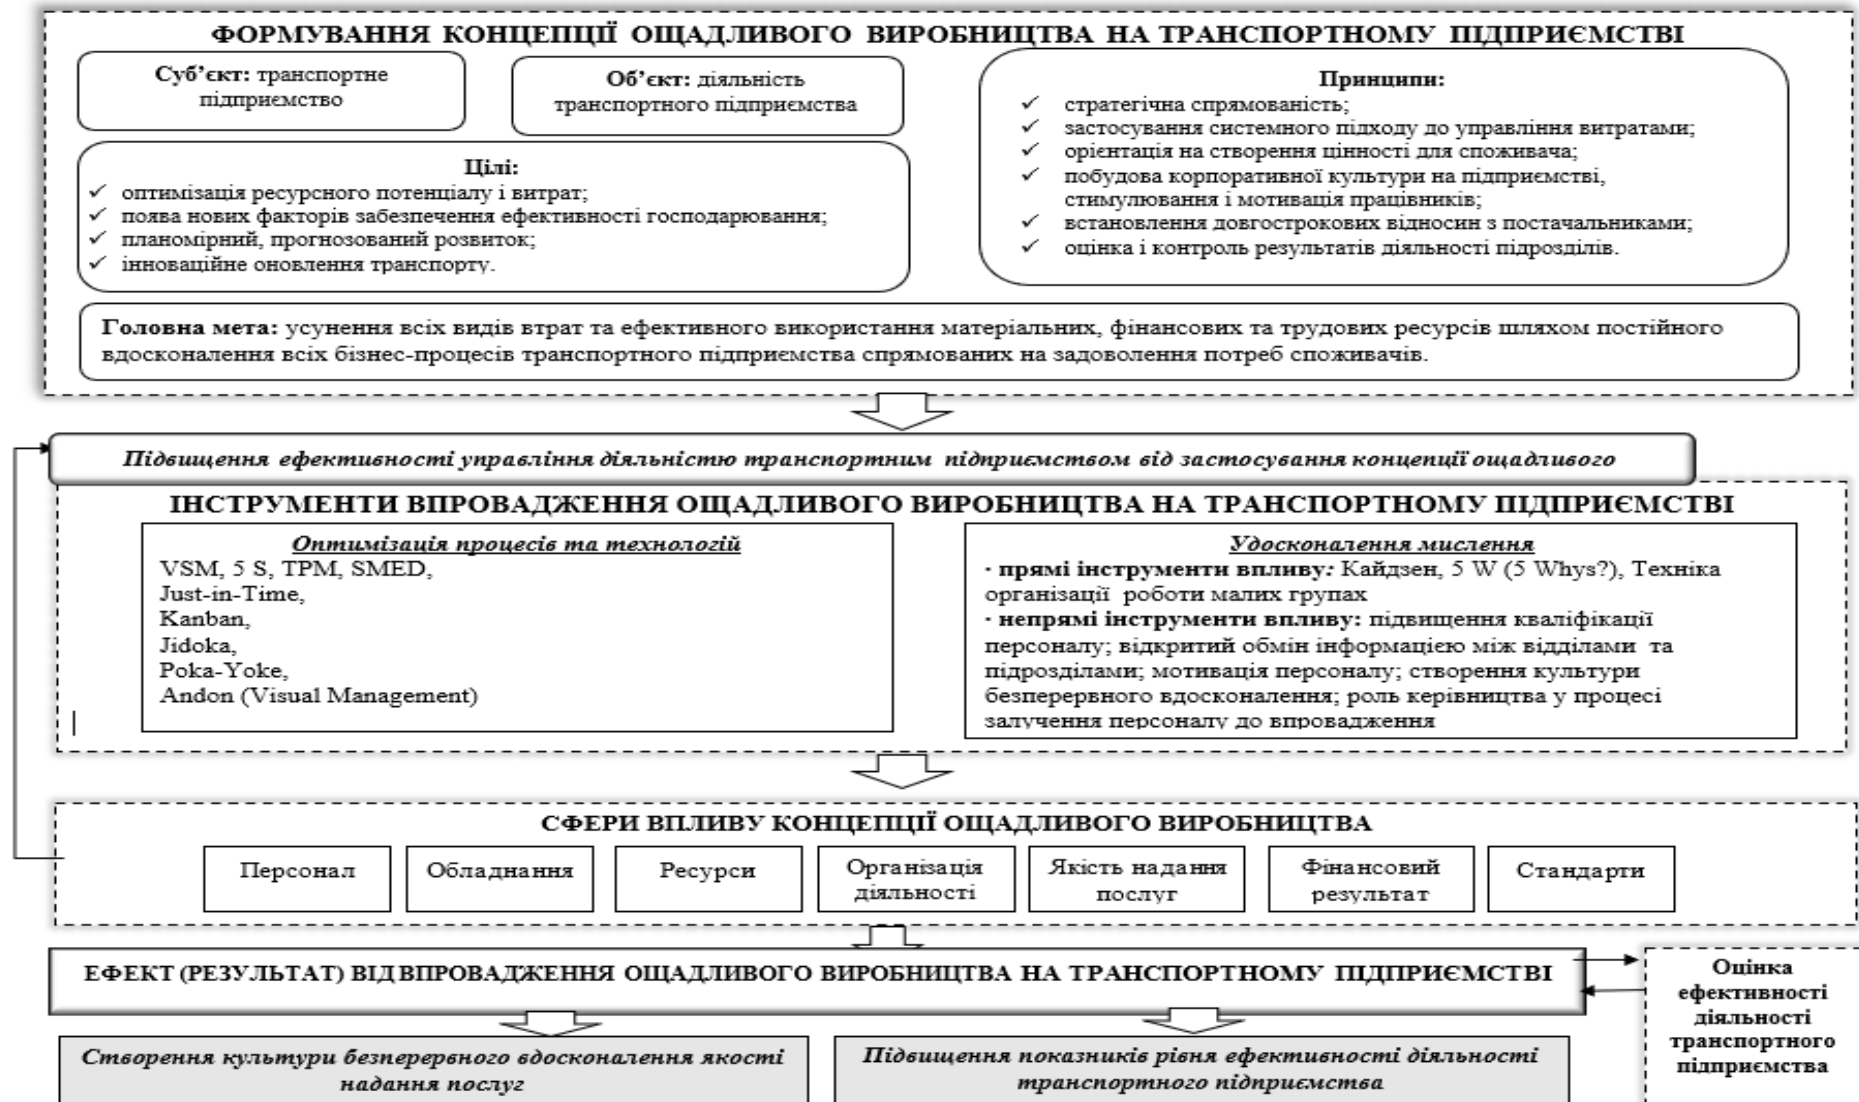 ФОРМУВАННЯ КОНЦЕПЦІЇ ОЩАДЛИВОГО ВИРОБНИЦТВА НА ТРАНСПОРТНОМУ ПІДПРИЄМСТВІ
Суб’єкт: транспортне
підприємство
Об’єкт: діяльність
транспортного підприємства
Цілі:
✓ оптимізація ресурсного потенціалу і витрат;
✓ поява нових факторів забезпечення ефективності господарювання;
✓ планомірний, прогнозований розвиток;
✓ інноваційне оновлення транспорту.
Принципи:
✓ стратегічна спрямованість;
✓ застосування системного підходу до управління витратами;
✓ орієнтація на створення цінності для споживача;
✓ побудова корпоративної культури на підприємстві,
стимулювання і мотивація працівників;
✓ встановлення довгострокових відносин з постачальниками;
✓ оцінка і контроль результатів діяльності підрозділів.
Головна мета: усунення всіх видів втрат та ефективного використання матеріальних, фінансових та трудових ресурсів шляхом постійного
вдосконалення всіх бізнес-процесів транспортного підприємства спрямованих на задоволення потреб споживачів.
Підвищення ефективності управління діяльністю транспортним підприємством від застосування концепції ощадливого
ІНСТРУМЕНТИ ВПРОВАДЖЕННЯ ОЩАДЛИВОГО ВИРОБНИЦТВА НА ТРАНСПОРТНОМУ ПІДПРИЄМСТВІ
Оптимізація процесів та технологій
VSM, 5 S, TPM, SMED,
Just-in-Time,
Kanban,
Jidoka,
Poka-Yoke,
Andon (Visual Management)
Удосконалення мислення
· прямі інструменти впливу: Кайдзен, 5 W (5 Whys?), Техніка
організації роботи малих групах
· непрямі інструменти впливу: підвищення кваліфікації
персоналу; відкритий обмін інформацією між відділами та
підрозділами; мотивація персоналу; створення культури
безперервного вдосконалення; роль керівництва у процесі
залучення персоналу до впровадження
СФЕРИ ВПЛИВУ КОНЦЕПЦІЇ ОЩАДЛИВОГО ВИРОБНИЦТВА
Персонал
Обладнання
Ресурси
Організація
діяльності
Якість надання
послуг
Фінансовий
результат
Стандарти
ЕФЕКТ (РЕЗУЛЬТАТ) ВІД ВПРОВАДЖЕННЯ ОЩАДЛИВОГО ВИРОБНИЦТВА НА ТРАНСПОРТНОМУ ПІДПРИЄМСТВІ
Оцінка
ефективності
діяльності
транспортного
підприємства
Створення культури безперервного вдосконалення якості
надання послуг
Підвищення показників рівня ефективності діяльності
транспортного підприємства